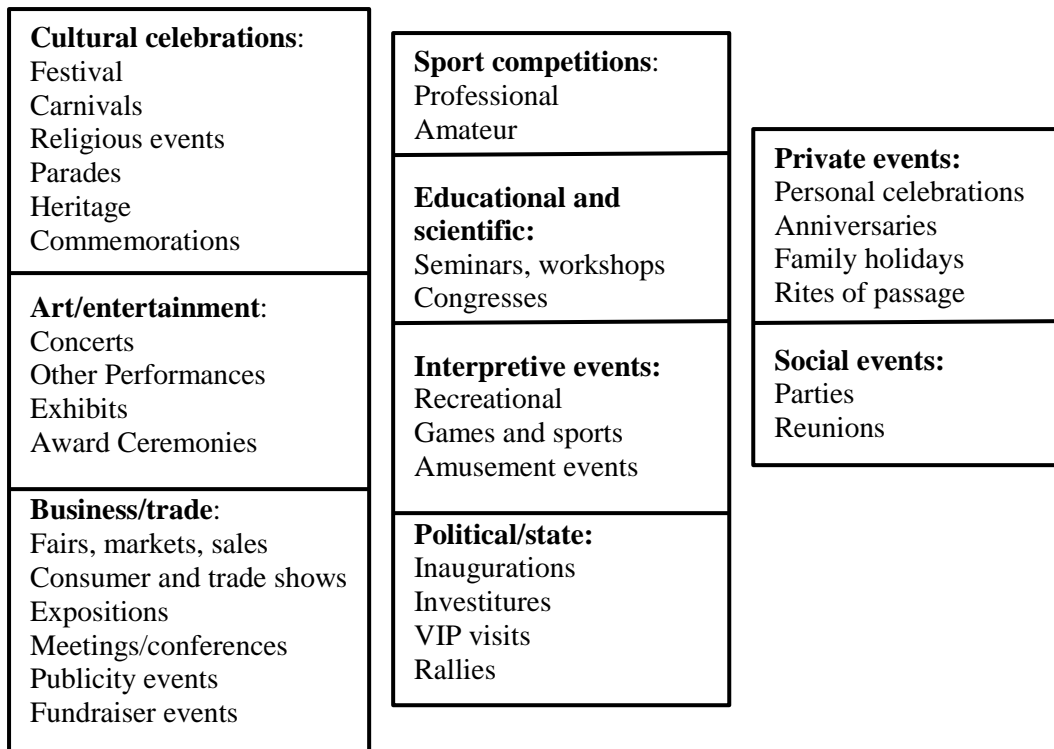 Cultural celebrations:
Festival
Carnivals
Religious events
Parades
Heritage
Commemorations
Art/entertainment:
Concerts
Other Performances
Exhibits
Award Ceremonies
Business/trade:
Fairs, markets, sales
Consumer and trade shows
Expositions
Meetings/conferences
Publicity events
Fundraiser events
Sport competitions:
Professional
Amateur
Educational and
scientific:
Seminars, workshops
Congresses
Interpretive events:
Recreational
Games and sports
Amusement events
Political/state:
Inaugurations
Investitures
VIP visits
Rallies
Private events:
Personal celebrations
Anniversaries
Family holidays
Rites of passage
Social events:
Parties
Reunions